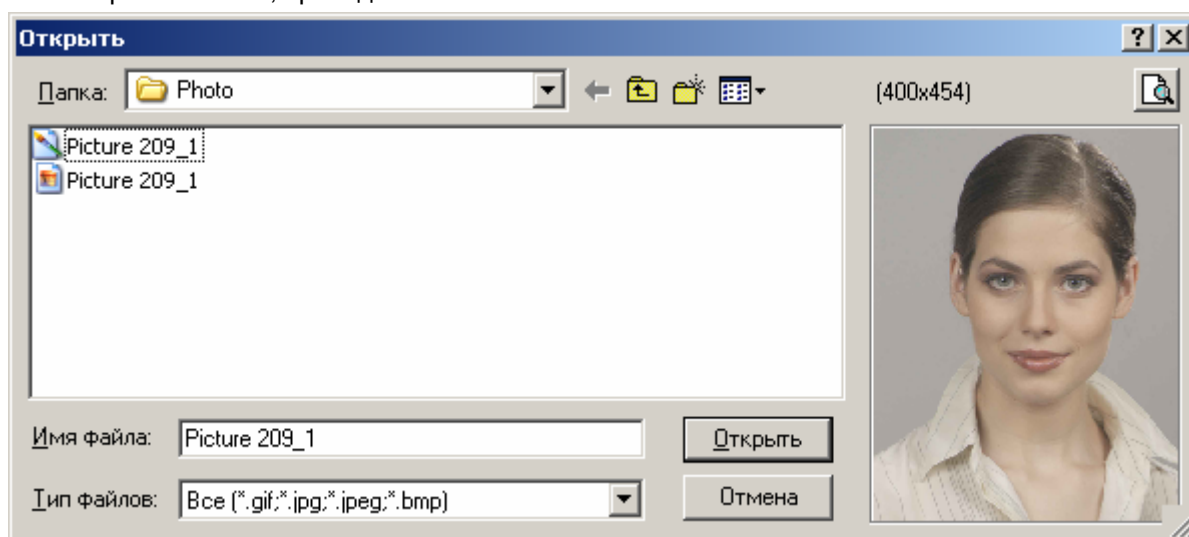 Открыть
Папка: Photo
(400x454)
Picture 209_1
Picture 209_1
Имя файла: Picture 209_1
Открыть
Тип файлов: Все (*.gif;*.jpg;*.jpeg;*.bmp)
Отмена